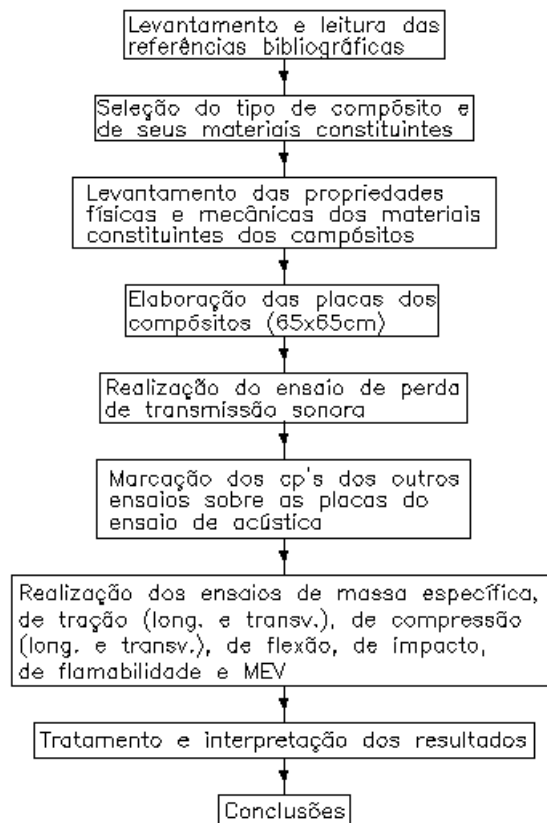 Levantamento e leitura das
referências bibliográficas
Seleção do tipo de compósito e
de seus materiais constituintes
Levantamento das propriedades
físicas e mecânicas dos materiais
constituintes dos campósitos
Elaboração das placas dos
compósitos (65x65cm)
Realização do ensaio de perda
de transmissão sonora
Marcação dos cp's dos outros
ensaios sobre as placas do
ensaio de acústica
Realização dos ensaios de massa específica,
de tração (long. e transv.), de compressão
(long. e transv.), de flexão, de impacto,
de flamabilidade e MEV
Tratamento e interpretação dos resultados
Conclusões